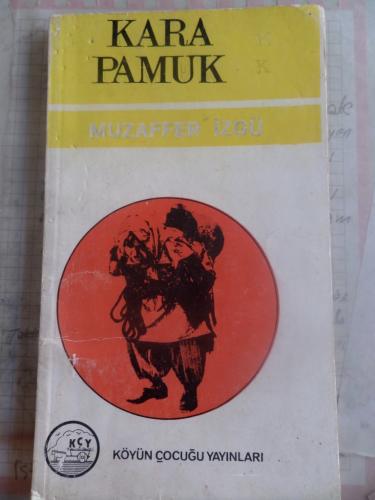 KARA
PAMUK
MUZAFFER İZGÜ
KÇY
KÖYÜN ÇOCUĞU YAYINLARI